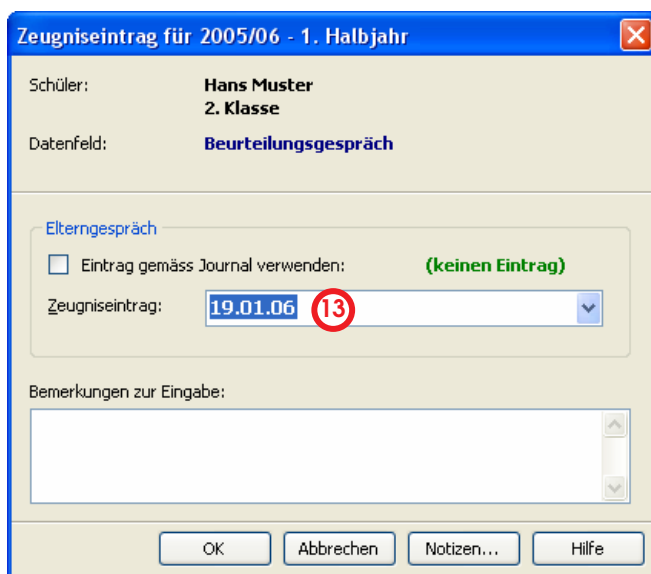 Zeugniseintrag für 2005/06 - 1. Halbjahr
Schüler: Hans Muster
2. Klasse
Datenfeld: Beurteilungsgespräch
Elterngespräch
Eintrag gemäss Journal verwenden: (keinen Eintrag)
Zeugniseintrag: 19.01.06 13
Bemerkungen zur Eingabe:
OK Abbrechen Notizen... Hilfe